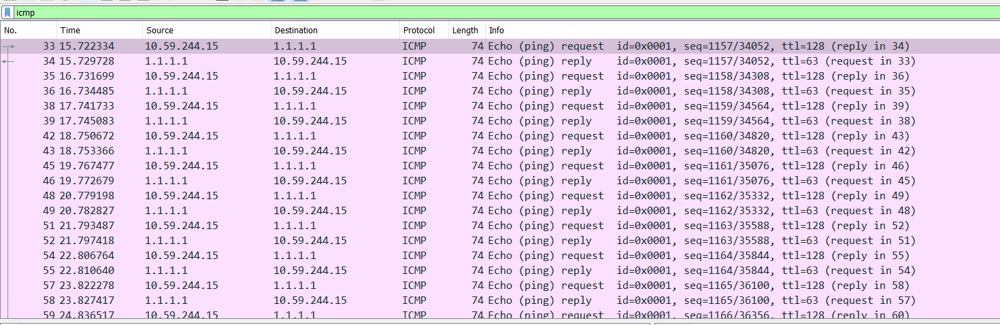 icmp
No. Time Source Destination Protocol Length Info
33 15.722334 10.59.244.15 1.1.1.1 ICMP 74 Echo (ping) request id=0x0001, seq=1157/34052, ttl=128 (reply in 34)
34 15.729728 1.1.1.1 10.59.244.15 ICMP 74 Echo (ping) reply id=0x0001, seq=1157/34052, ttl=63 (request in 33)
35 16.731699 10.59.244.15 1.1.1.1 ICMP 74 Echo (ping) request id=0x0001, seq=1158/34308, ttl=128 (reply in 36)
36 16.734485 1.1.1.1 10.59.244.15 ICMP 74 Echo (ping) reply id=0x0001, seq=1158/34308, ttl=63 (request in 35)
38 17.741733 10.59.244.15 1.1.1.1 ICMP 74 Echo (ping) request id=0x0001, seq=1159/34564, ttl=128 (reply in 39)
39 17.745083 1.1.1.1 10.59.244.15 ICMP 74 Echo (ping) reply id=0x0001, seq=1159/34564, ttl=63 (request in 38)
42 18.750672 10.59.244.15 1.1.1.1 ICMP 74 Echo (ping) request id=0x0001, seq=1160/34820, ttl=128 (reply in 43)
43 18.753366 1.1.1.1 10.59.244.15 ICMP 74 Echo (ping) reply id=0x0001, seq=1160/34820, ttl=63 (request in 42)
45 19.767477 10.59.244.15 1.1.1.1 ICMP 74 Echo (ping) request id=0x0001, seq=1161/35076, ttl=128 (reply in 46)
46 19.772679 1.1.1.1 10.59.244.15 ICMP 74 Echo (ping) reply id=0x0001, seq=1161/35076, ttl=63 (request in 45)
48 20.779198 10.59.244.15 1.1.1.1 ICMP 74 Echo (ping) request id=0x0001, seq=1162/35332, ttl=128 (reply in 49)
49 20.782827 1.1.1.1 10.59.244.15 ICMP 74 Echo (ping) reply id=0x0001, seq=1162/35332, ttl=63 (request in 48)
51 21.793487 10.59.244.15 1.1.1.1 ICMP 74 Echo (ping) request id=0x0001, seq=1163/35588, ttl=128 (reply in 52)
52 21.797418 1.1.1.1 10.59.244.15 ICMP 74 Echo (ping) reply id=0x0001, seq=1163/35588, ttl=63 (request in 51)
54 22.806764 10.59.244.15 1.1.1.1 ICMP 74 Echo (ping) request id=0x0001, seq=1164/35844, ttl=128 (reply in 55)
55 22.810640 1.1.1.1 10.59.244.15 ICMP 74 Echo (ping) reply id=0x0001, seq=1164/35844, ttl=63 (request in 54)
57 23.822278 10.59.244.15 1.1.1.1 ICMP 74 Echo (ping) request id=0x0001, seq=1165/36100, ttl=128 (reply in 58)
58 23.827417 1.1.1.1 10.59.244.15 ICMP 74 Echo (ping) reply id=0x0001, seq=1165/36100, ttl=63 (request in 57)
59 24.836517 10.59.244.15 1.1.1.1 ICMP 74 Echo (ping) request id=0x0001, seq=1166/36356, ttl=128 (reply in 60)